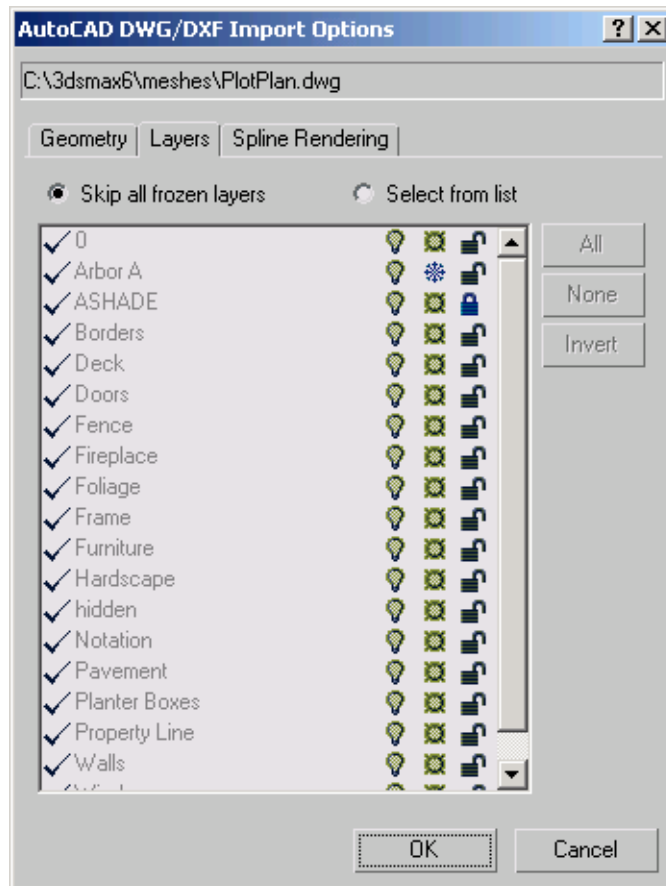 AutoCAD DWG/DXF Import Options
C:\3dsmax6\meshes\PlotPlan.dwg
Geometry Layers Spline Rendering
Skip all frozen layers Select from list
0
Arbor A
ASHADE
Borders
Deck
Doors
Fence
Fireplace
Foliage
Frame
Furniture
Hardscape
hidden
Notation
Pavement
Planter Boxes
Property Line
Walls
All
None
Invert
OK Cancel